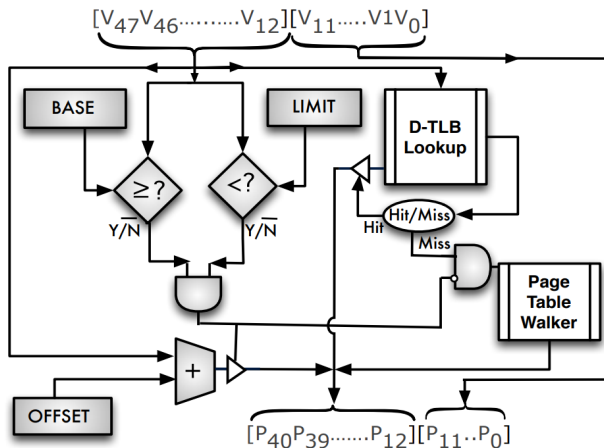 [V47V46...........V12][V11.....V1V0]
BASE
LIMIT
D-TLB
Lookup
≥?
<?
Y/N̅
Y/N̅
Hit/Miss
Hit
Miss
Page
Table
Walker
+
OFFSET
[P40P39.......P12][P11..P0]